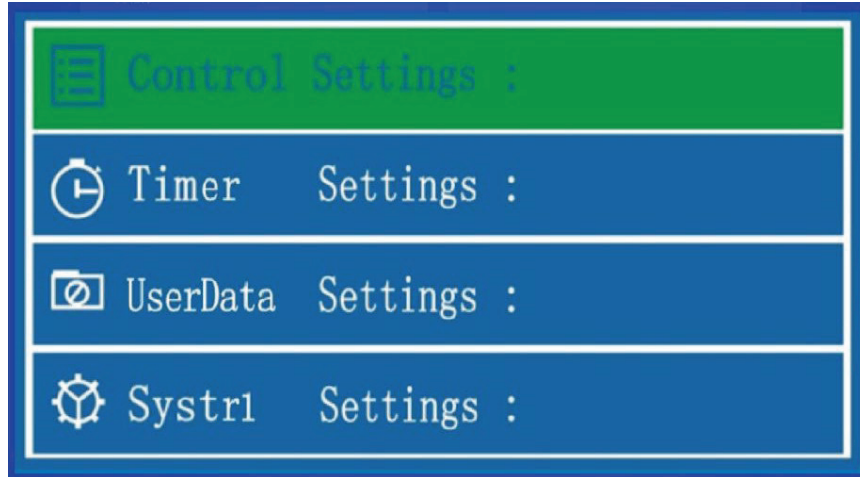 Control Settings :
Timer Settings :
UserData Settings :
Systr1 Settings :